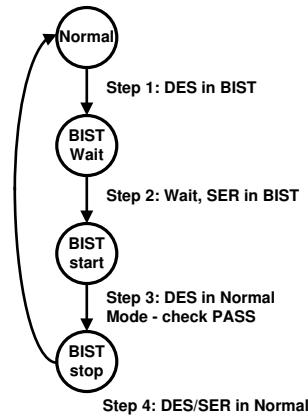 Normal
Step 1: DES in BIST
BIST
Wait
Step 2: Wait, SER in BIST
BIST
start
Step 3: DES in Normal
Mode - check PASS
BIST
stop
Step 4: DES/SER in Normal